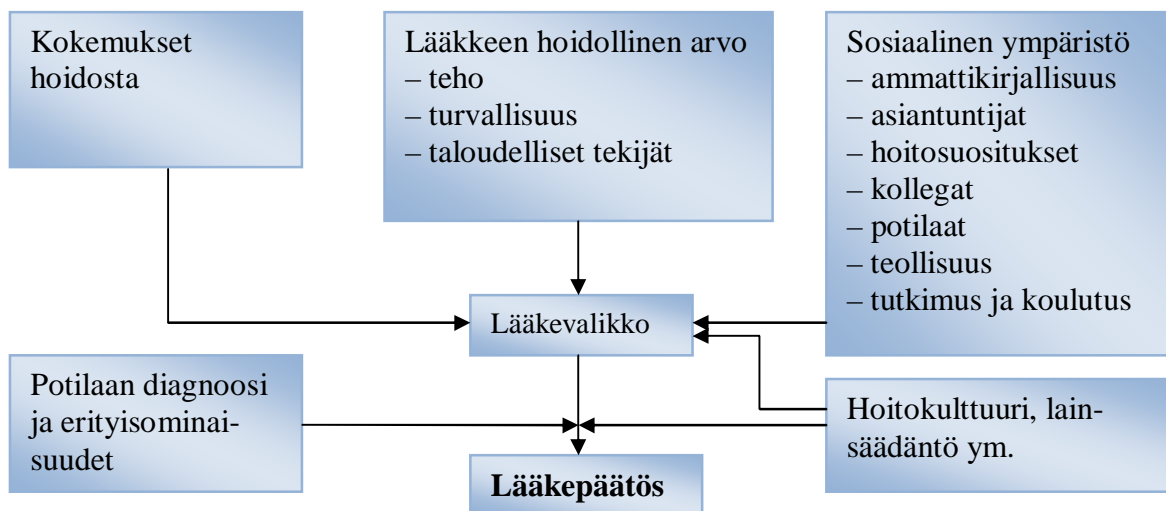 Kokemukset
hoidosta
Lääkkeen hoidollinen arvo
– teho
– turvallisuus
– taloudelliset tekijät
Sosiaalinen ympäristö
– ammattikirjallisuus
– asiantuntijat
– hoitosuositukset
– kollegat
– potilaat
– teollisuus
– tutkimus ja koulutus
Lääkevalikko
Potilaan diagnoosi
ja erityisominai-
suudet
Hoitokulttuuri, lain-
säädäntö ym.
Lääkepäätös